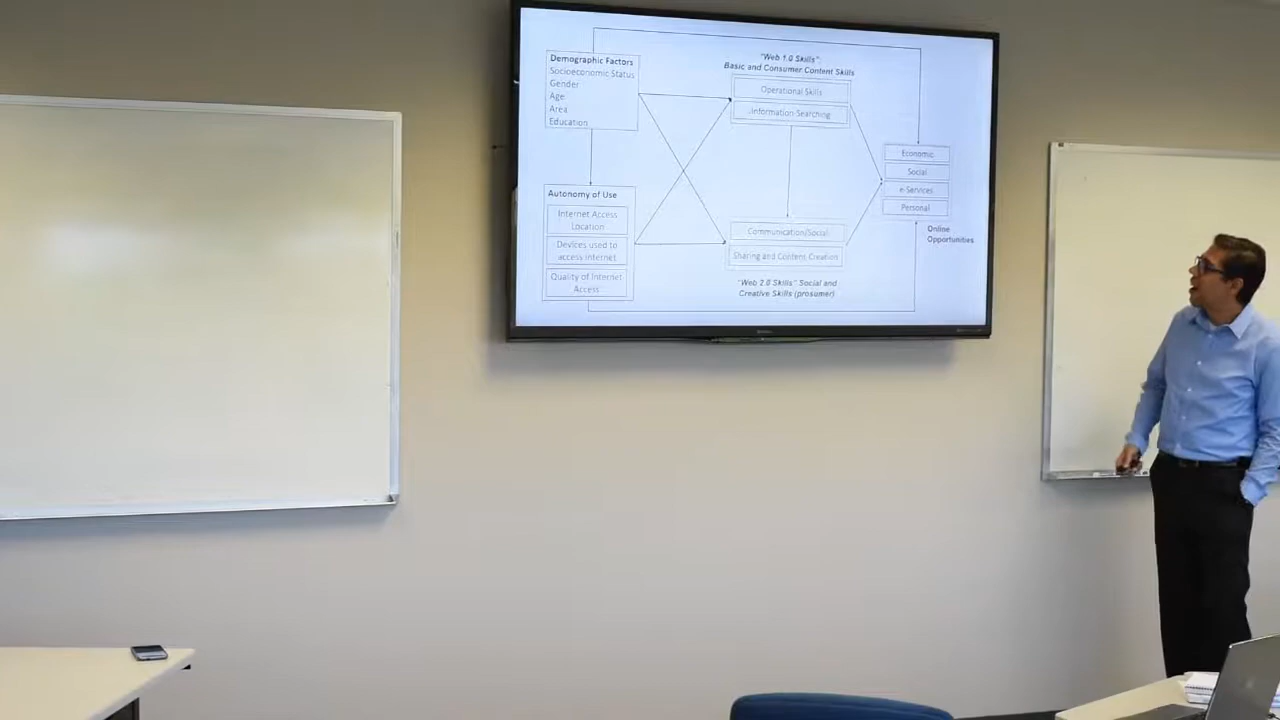 Demographic Factors
Socioeconomic Status
Gender
Age
Area
Education
Autonomy of Use
Internet Access
Location
Devices used to
access internet
Quality of Internet
Access
"Web 1.0 Skills":
Basic and Consumer Content Skills
Operational Skills
Information Searching
Communication/Social
Sharing and Content Creation
"Web 2.0 Skills" Social and
Creative Skills (prosumer)
Economic
Social
e-Services
Personal
Online
Opportunities